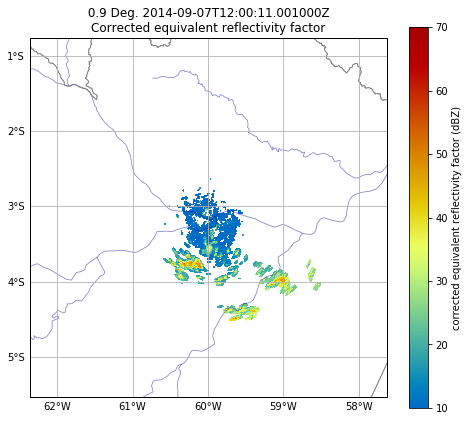 0.9 Deg. 2014-09-07T12:00:11.001000Z
Corrected equivalent reflectivity factor
1°S
2°S
3°S
4°S
5°S
62°W 61°W 60°W 59°W 58°W
70
60
50
40
30
20
10
corrected equivalent reflectivity factor (dBZ)